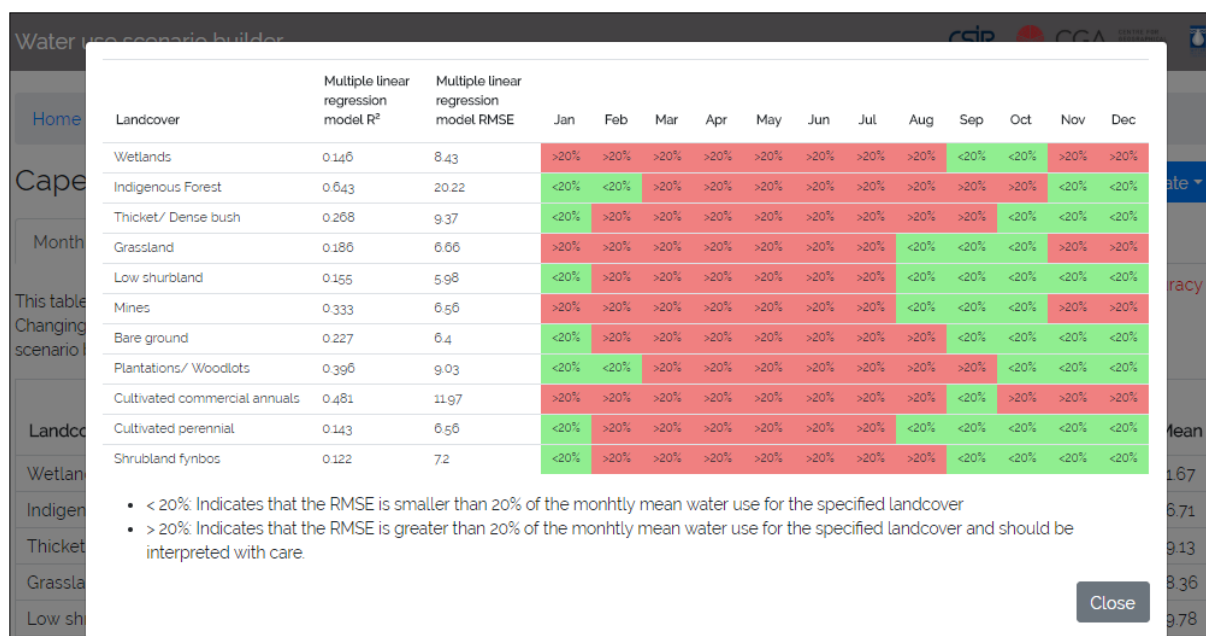 Water use scenario builder
CSIR CGA
Home
Cape
Month
This table
Changing
scenario
Landco
Wetlan
Indigen
Thicket
Grassla
Low sh
ate
racy
Mean
1.67
6.71
9.13
8.36
9.78
Landcover Multiple linear regression model R² Multiple linear regression model RMSE Jan Feb Mar Apr May Jun Jul Aug Sep Oct Nov Dec
Wetlands 0.146 8.43 >20% >20% >20% >20% >20% >20% >20% >20% <20% <20% >20% >20%
Indigenous Forest 0.643 20.22 <20% <20% >20% >20% >20% >20% >20% >20% >20% >20% <20% <20%
Thicket/ Dense bush 0.268 9.37 <20% >20% >20% >20% >20% >20% >20% >20% >20% <20% <20% <20%
Grassland 0.186 6.66 >20% >20% >20% >20% >20% >20% >20% <20% <20% <20% >20% >20%
Low shurbland 0.155 5.98 <20% >20% >20% >20% >20% >20% >20% <20% <20% <20% <20% <20%
Mines 0.333 6.56 >20% >20% >20% >20% >20% >20% >20% <20% <20% <20% >20% >20%
Bare ground 0.227 6.4 <20% >20% >20% >20% >20% >20% >20% >20% <20% <20% <20% <20%
Plantations/ Woodlots 0.396 9.03 <20% <20% >20% >20% >20% >20% >20% >20% >20% <20% <20% <20%
Cultivated commercial annuals 0.481 11.97 >20% >20% >20% >20% >20% >20% >20% >20% <20% >20% >20% >20%
Cultivated perennial 0.143 6.56 <20% >20% >20% >20% >20% >20% >20% <20% <20% <20% <20% <20%
Shrubland fynbos 0.122 7.2 <20% >20% >20% >20% >20% >20% >20% >20% <20% <20% <20% <20%
• < 20%: Indicates that the RMSE is smaller than 20% of the monhtly mean water use for the specified landcover
• > 20%: Indicates that the RMSE is greater than 20% of the monhtly mean water use for the specified landcover and should be
interpreted with care.
Close